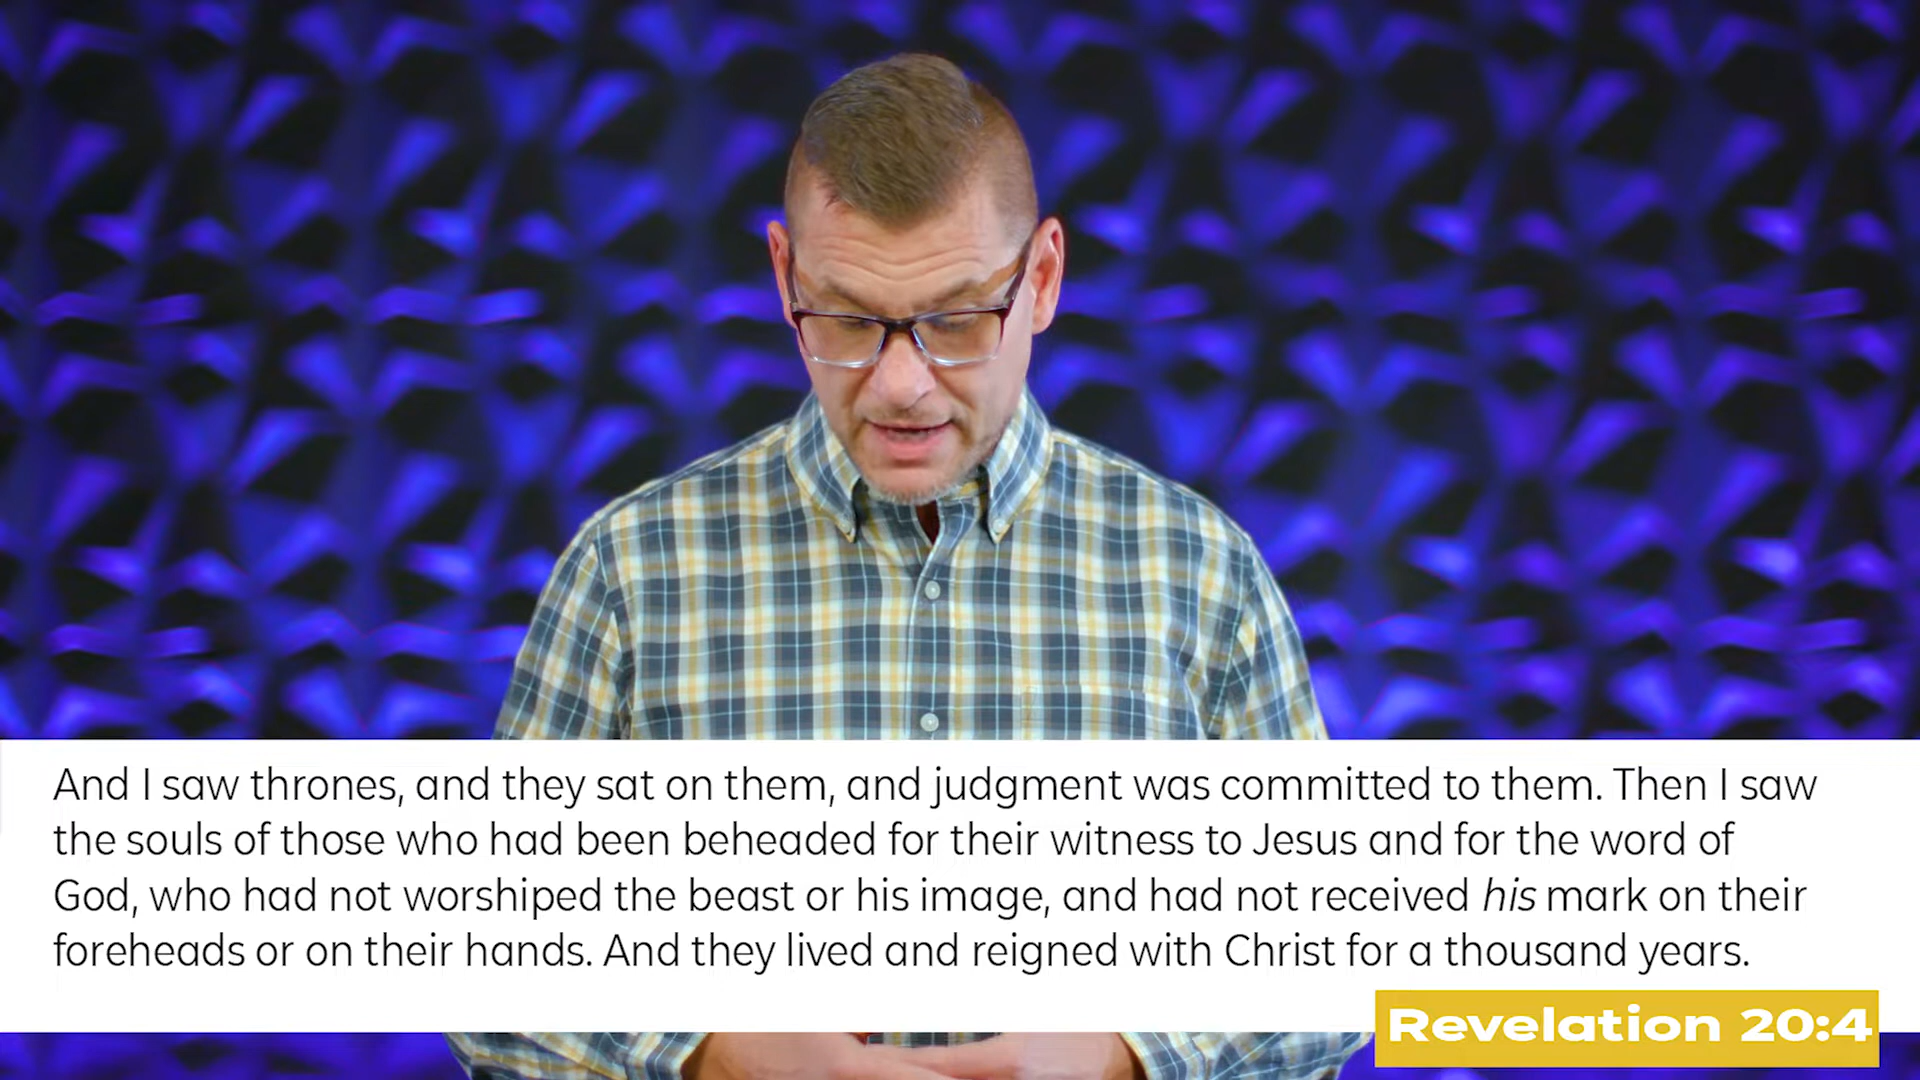 And I saw thrones, and they sat on them, and judgment was committed to them. Then I saw
the souls of those who had been beheaded for their witness to Jesus and for the word of
God, who had not worshiped the beast or his image, and had not received his mark on their
foreheads or on their hands. And they lived and reigned with Christ for a thousand years.
Revelation 20:4